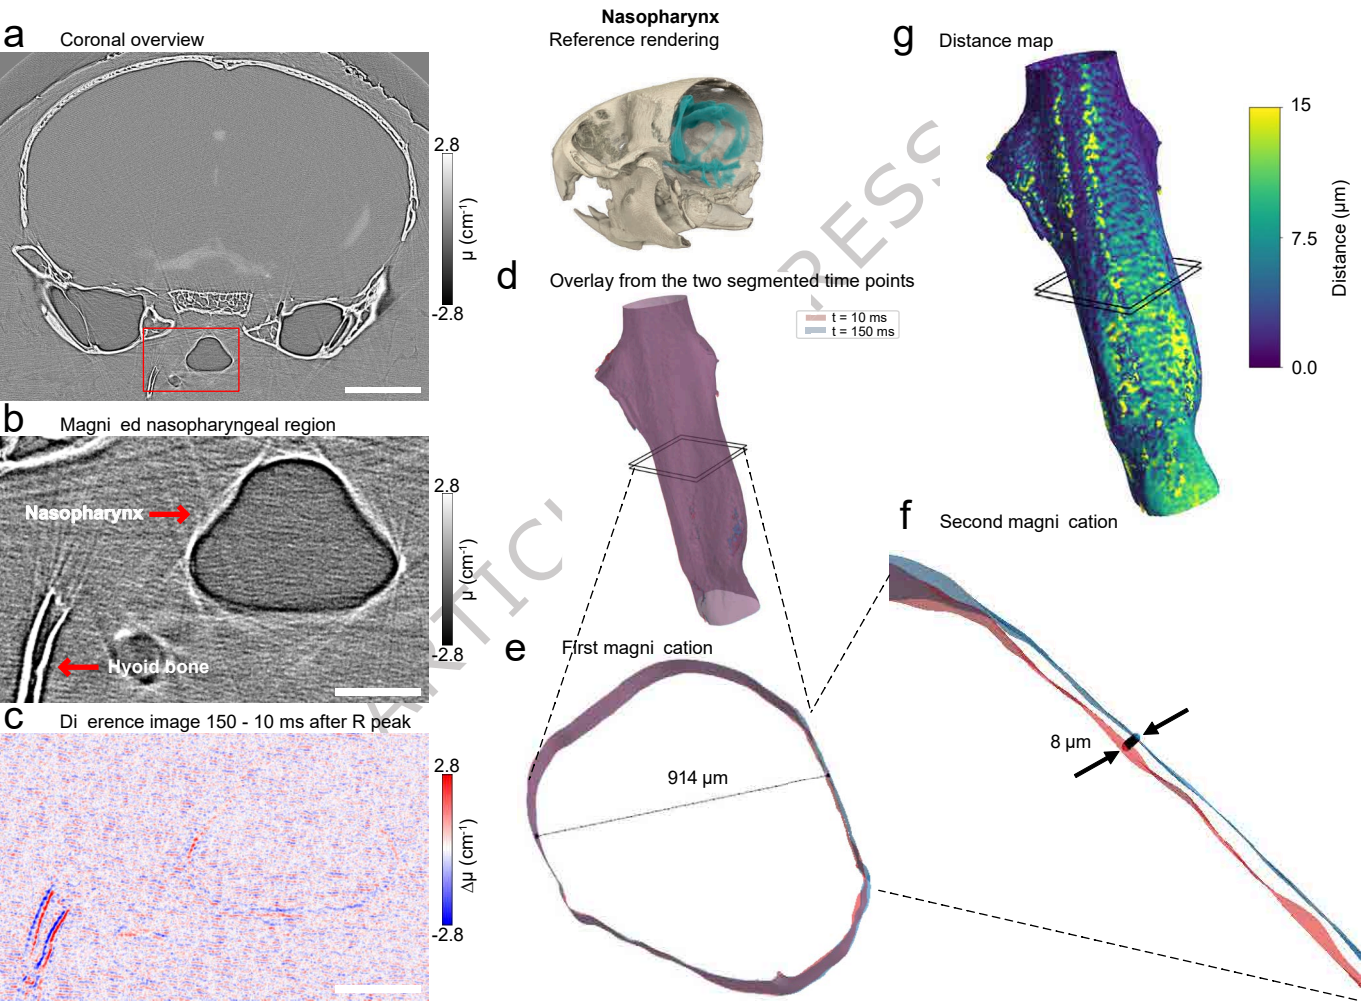 a
Coronal overview
2.8
μ (cm⁻¹)
-2.8
b
Magni ed nasopharyngeal region
Nasopharynx
Hyoid bone
2.8
μ (cm⁻¹)
-2.8
c
Di erence image 150 - 10 ms after R peak
2.8
Δμ (cm⁻¹)
-2.8
Nasopharynx
Reference rendering
d
Overlay from the two segmented time points
t = 10 ms
t = 150 ms
e
First magni cation
914 μm
f
Second magni cation
8 μm
g
Distance map
15
7.5
0.0
Distance (μm)
ARTIC
RESS